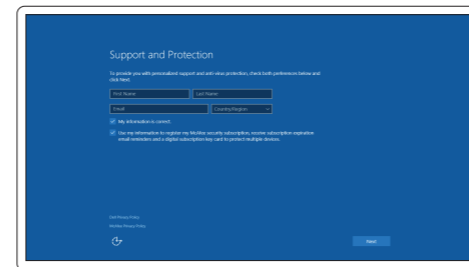 Support and Protection
To provide you with personalized support and anti-virus protection, check both preferences below and
click Next.
First Name
Last Name
Email
Country/Region
My information is correct.
Use my information to register my McAfee security subscription, receive subscription expiration
email reminders and a digital subscription key card to protect multiple devices.
Dell Privacy Policy
McAfee Privacy Policy
Next